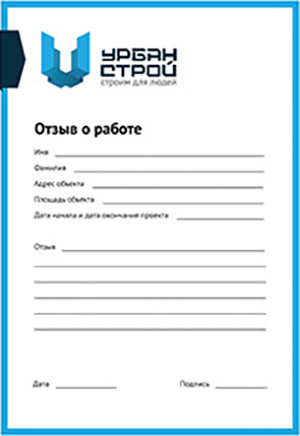 УРБАН
СТРОЙ
строим для людей
Отзыв о работе
Имя
Фамилия
Адрес объекта
Площадь объекта
Дата начала и дата окончания проекта
Отзыв
Дата Подпись